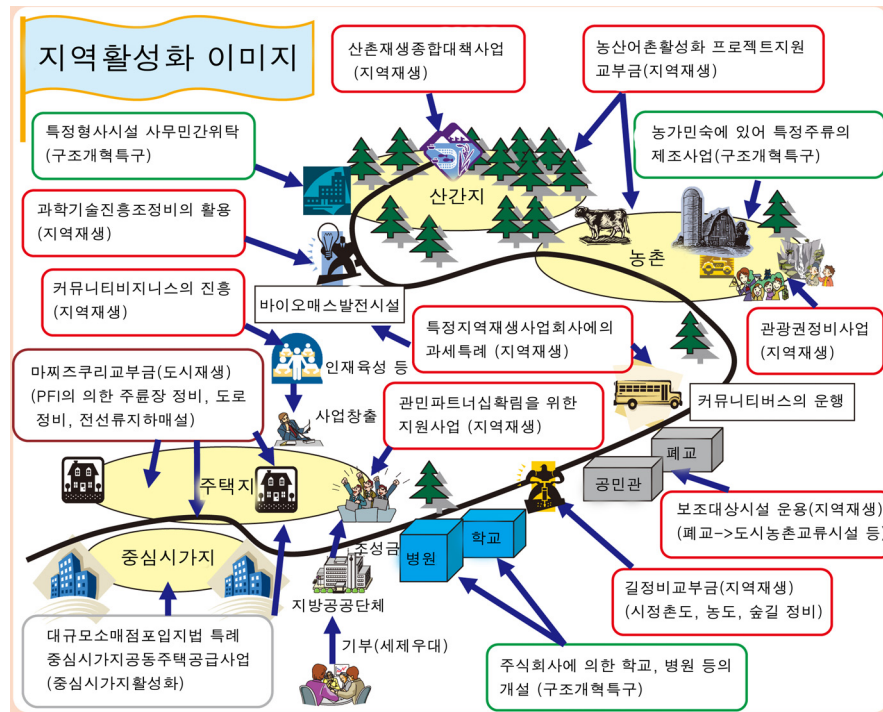 지역활성화 이미지
산촌재생종합대책사업
(지역재생)
농산어촌활성화 프로젝트지원
교부금(지역재생)
특정형사시설 사무민간위탁
(구조개혁특구)
농가민숙에 있어 특정주류의
제조사업(구조개혁특구)
산간지
과학기술진흥조정비의 활용
(지역재생)
농촌
커뮤니티비지니스의 진흥
(지역재생)
바이오매스발전시설
특정지역재생사업회사에의
과세특례 (지역재생)
관광권정비사업
(지역재생)
인재육성 등
마찌즈쿠리교부금(도시재생)
(PFI의 의한 주륜장 정비, 도로
정비, 전선류지하매설)
사업창출
관민파트너십확림을 위한
지원사업 (지역재생)
커뮤니티버스의 운행
폐교
공민관
주택지
보조대상시설 운용(지역재생)
(폐교->도시농촌교류시설 등)
중심시가지
조성금
병원
학교
지방공공단체
길정비교부금(지역재생)
(시정촌도, 농도, 숲길 정비)
대규모소매점포입지법 특례
중심시가지공동주택공급사업
(중심시가지활성화)
기부(세제우대)
주식회사에 의한 학교, 병원 등의
개설 (구조개혁특구)